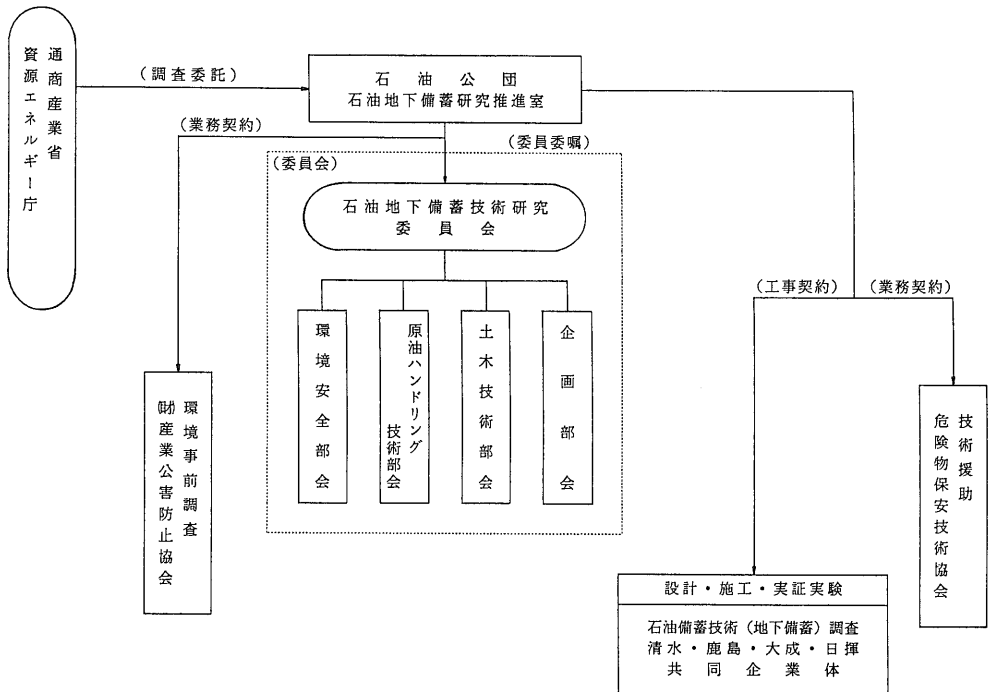 通商産業省
資源エネルギー庁
(調査委託)
石油公団
石油地下備蓄研究推進室
(業務契約)
(委員委嘱)
(委員会)
石油地下備蓄技術研究
委員会
環境安全部会
原油ハンドリング
技術部会
土木技術部会
企画部会
(工事契約)
(業務契約)
環境事前調査
㈶産業公害防止協会
技術援助
危険物保安技術協会
設計・施工・実証実験
石油備蓄技術(地下備蓄)調査
清水・鹿島・大成・日揮
共同企業体